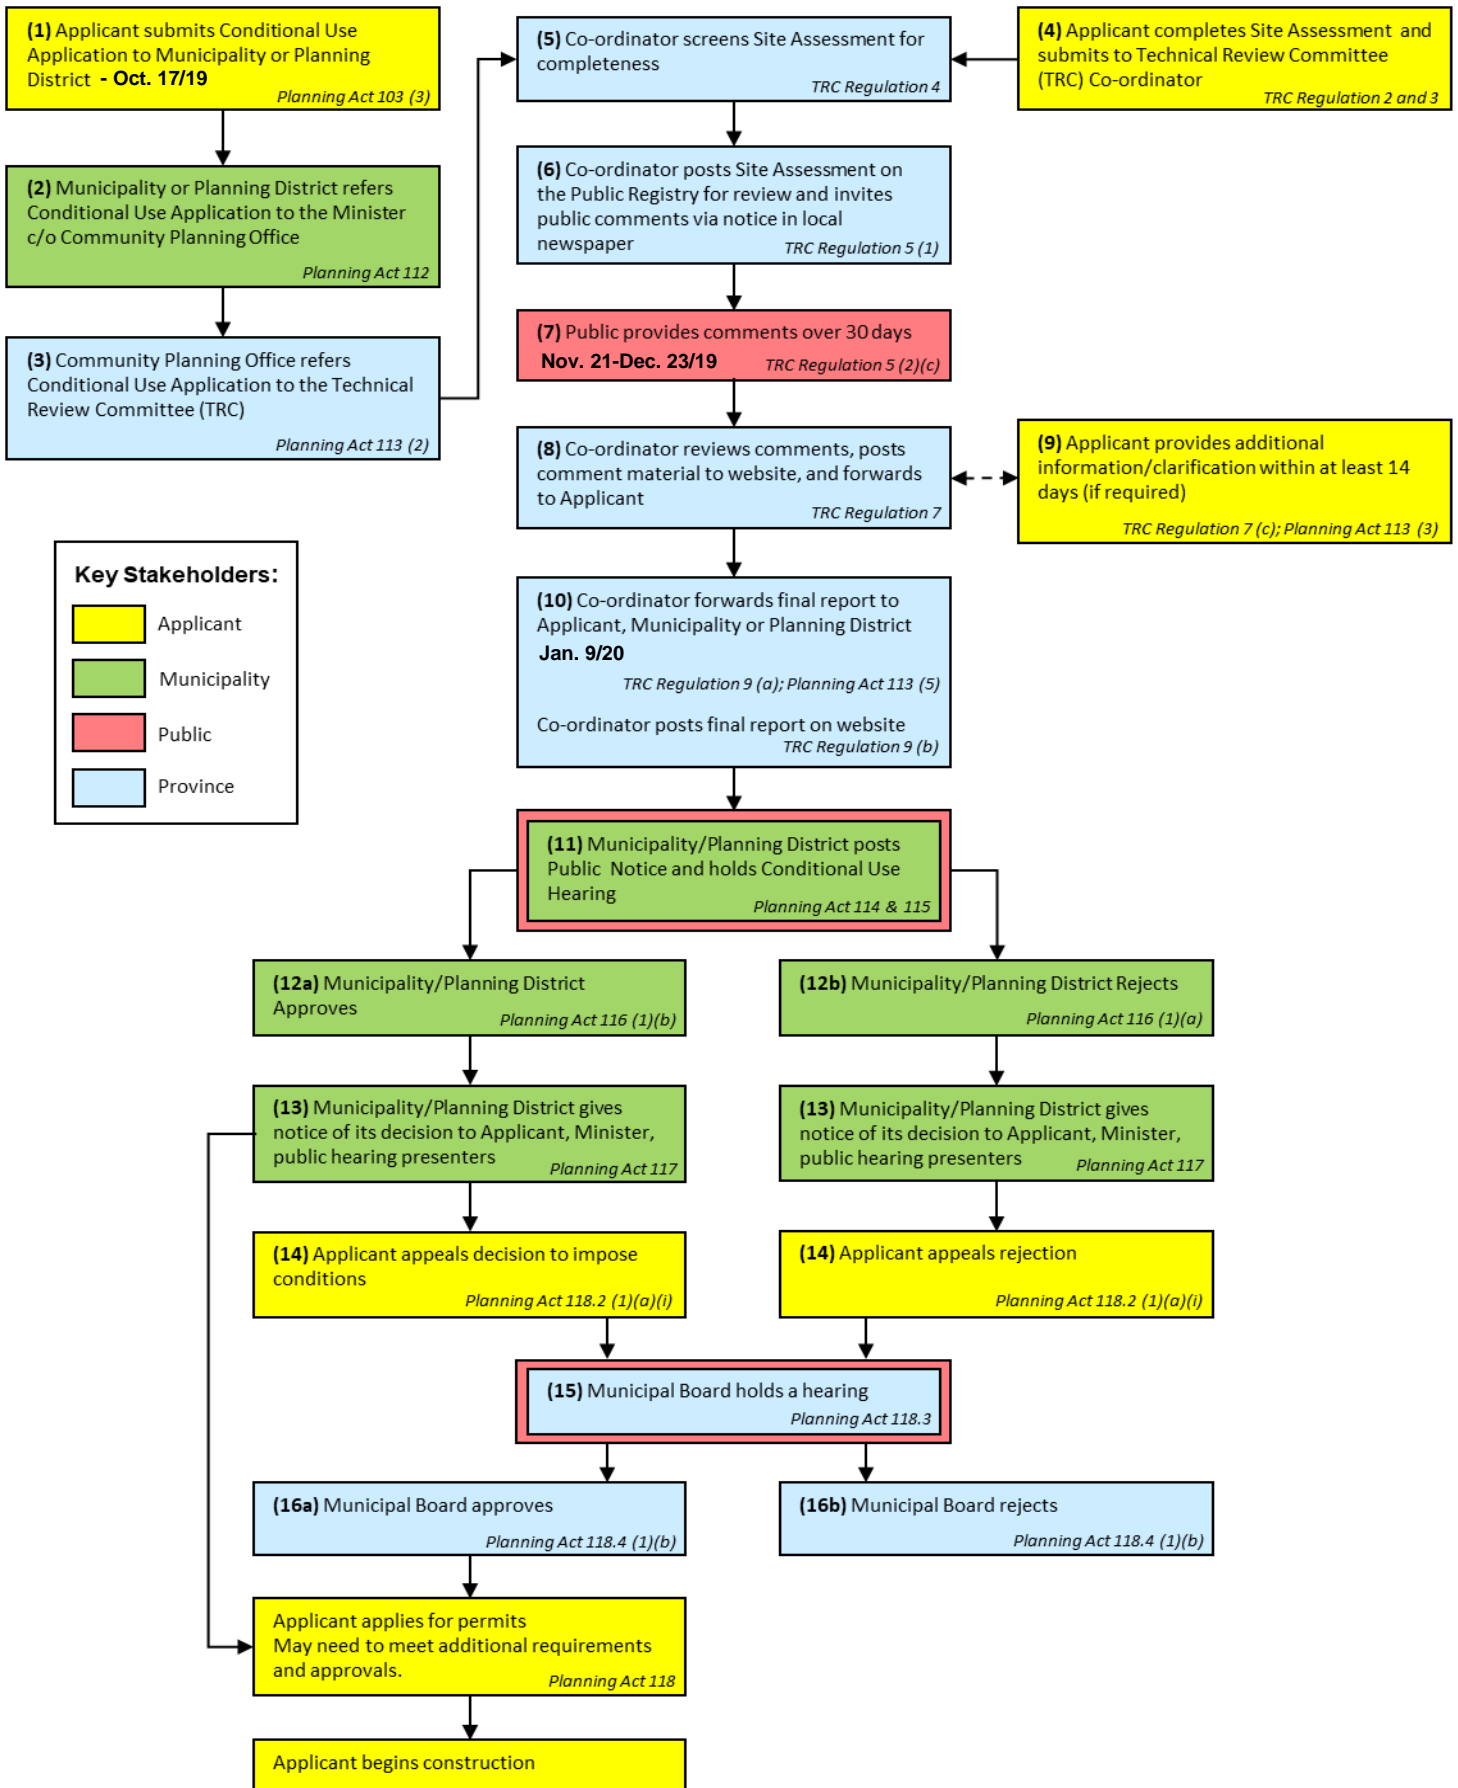 (1) Applicant submits Conditional Use
Application to Municipality or Planning
District - Oct. 17/19
Planning Act 103 (3)
(2) Municipality or Planning District refers
Conditional Use Application to the Minister
c/o Community Planning Office
Planning Act 112
(3) Community Planning Office refers
Conditional Use Application to the Technical
Review Committee (TRC)
Planning Act 113 (2)
(4) Applicant completes Site Assessment and
submits to Technical Review Committee
(TRC) Co-ordinator
TRC Regulation 2 and 3
(5) Co-ordinator screens Site Assessment for
completeness
TRC Regulation 4
(6) Co-ordinator posts Site Assessment on
the Public Registry for review and invites
public comments via notice in local
newspaper
TRC Regulation 5 (1)
(7) Public provides comments over 30 days
Nov. 21-Dec. 23/19
TRC Regulation 5 (2)(c)
(8) Co-ordinator reviews comments, posts
comment material to website, and forwards
to Applicant
TRC Regulation 7
(9) Applicant provides additional
information/clarification within at least 14
days (if required)
TRC Regulation 7 (c); Planning Act 113 (3)
Key Stakeholders:
Applicant
Municipality
Public
Province
(10) Co-ordinator forwards final report to
Applicant, Municipality or Planning District
Jan. 9/20
TRC Regulation 9 (a); Planning Act 113 (5)
Co-ordinator posts final report on website
TRC Regulation 9 (b)
(11) Municipality/Planning District posts
Public Notice and holds Conditional Use
Hearing
Planning Act 114 & 115
(12a) Municipality/Planning District
Approves
Planning Act 116 (1)(b)
(12b) Municipality/Planning District Rejects
Planning Act 116 (1)(a)
(13) Municipality/Planning District gives
notice of its decision to Applicant, Minister,
public hearing presenters
Planning Act 117
(13) Municipality/Planning District gives
notice of its decision to Applicant, Minister,
public hearing presenters
Planning Act 117
(14) Applicant appeals decision to impose
conditions
Planning Act 118.2 (1)(a)(i)
(14) Applicant appeals rejection
Planning Act 118.2 (1)(a)(i)
(15) Municipal Board holds a hearing
Planning Act 118.3
(16a) Municipal Board approves
Planning Act 118.4 (1)(b)
(16b) Municipal Board rejects
Planning Act 118.4 (1)(b)
Applicant applies for permits
May need to meet additional requirements
and approvals.
Planning Act 118
Applicant begins construction